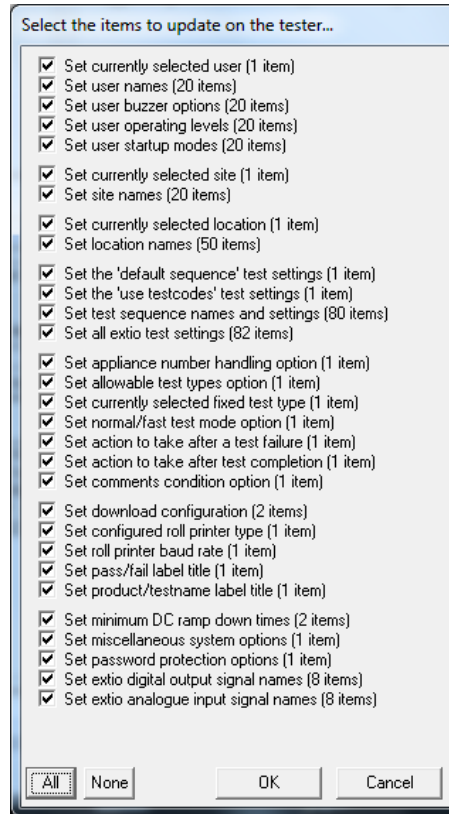 Select the items to update on the tester...
Set currently selected user (1 item)
Set user names (20 items)
Set user buzzer options (20 items)
Set user operating levels (20 items)
Set user startup modes (20 items)
Set currently selected site (1 item)
Set site names (20 items)
Set currently selected location (1 item)
Set location names (50 items)
Set the 'default sequence' test settings (1 item)
Set the 'use testcodes' test settings (1 item)
Set test sequence names and settings (80 items)
Set all extio test settings (82 items)
Set appliance number handling option (1 item)
Set allowable test types option (1 item)
Set currently selected fixed test type (1 item)
Set normal/fast test mode option (1 item)
Set action to take after a test failure (1 item)
Set action to take after test completion (1 item)
Set comments condition option (1 item)
Set download configuration (2 items)
Set configured roll printer type (1 item)
Set roll printer baud rate (1 item)
Set pass/fail label title (1 item)
Set product/testname label title (1 item)
Set minimum DC ramp down times (2 items)
Set miscellaneous system options (1 item)
Set password protection options (1 item)
Set extio digital output signal names (8 items)
Set extio analogue input signal names (8 items)
All None OK Cancel